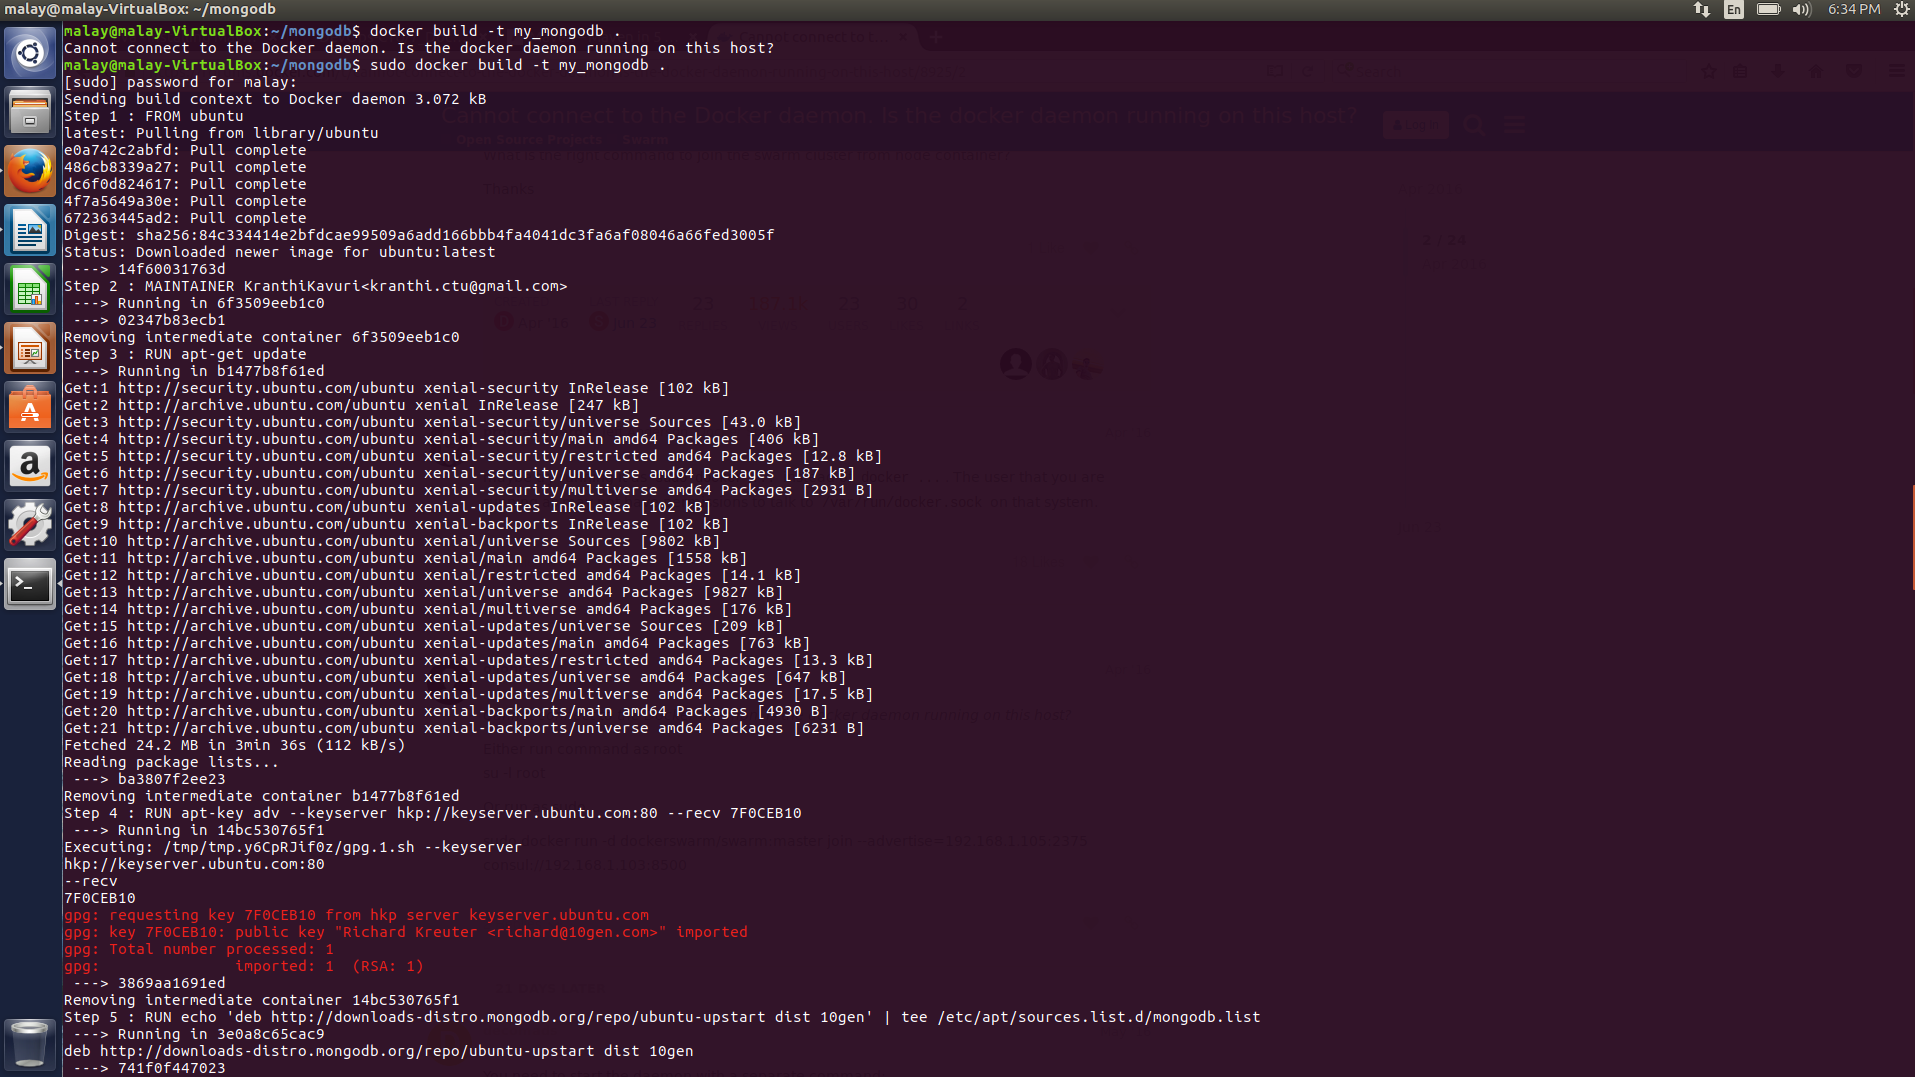 malay@malay-VirtualBox: ~/mongodb
En
6:34 PM
malay@malay-VirtualBox:~/mongodb$ docker build -t my_mongodb .
Cannot connect to the Docker daemon. Is the docker daemon running on this host?
malay@malay-VirtualBox:~/mongodb$ sudo docker build -t my_mongodb .
[sudo] password for malay:
Sending build context to Docker daemon 3.072 kB
Step 1 : FROM ubuntu
latest: Pulling from library/ubuntu
e0a742c2abfd: Pull complete
486cb8339a27: Pull complete
dc6f0d824617: Pull complete
4f7a5649a30e: Pull complete
672363445ad2: Pull complete
Digest: sha256:84c334414e2bfdcae99509a6add166bbb4fa4041dc3fa6af08046a66fed3005f
Status: Downloaded newer image for ubuntu:latest
 ---> 14f60031763d
Step 2 : MAINTAINER KranthiKavuri<kranthi.ctu@gmail.com>
 ---> Running in 6f3509eeb1c0
 ---> 02347b83ecb1
Removing intermediate container 6f3509eeb1c0
Step 3 : RUN apt-get update
 ---> Running in b1477b8f61ed
Get:1 http://security.ubuntu.com/ubuntu xenial-security InRelease [102 kB]
Get:2 http://archive.ubuntu.com/ubuntu xenial InRelease [247 kB]
Get:3 http://security.ubuntu.com/ubuntu xenial-security/universe Sources [43.0 kB]
Get:4 http://security.ubuntu.com/ubuntu xenial-security/main amd64 Packages [406 kB]
Get:5 http://security.ubuntu.com/ubuntu xenial-security/restricted amd64 Packages [12.8 kB]
Get:6 http://security.ubuntu.com/ubuntu xenial-security/universe amd64 Packages [187 kB]
Get:7 http://security.ubuntu.com/ubuntu xenial-security/multiverse amd64 Packages [2931 B]
Get:8 http://archive.ubuntu.com/ubuntu xenial-updates InRelease [102 kB]
Get:9 http://archive.ubuntu.com/ubuntu xenial-backports InRelease [102 kB]
Get:10 http://archive.ubuntu.com/ubuntu xenial/universe Sources [9802 kB]
Get:11 http://archive.ubuntu.com/ubuntu xenial/main amd64 Packages [1558 kB]
Get:12 http://archive.ubuntu.com/ubuntu xenial/restricted amd64 Packages [14.1 kB]
Get:13 http://archive.ubuntu.com/ubuntu xenial/universe amd64 Packages [9827 kB]
Get:14 http://archive.ubuntu.com/ubuntu xenial/multiverse amd64 Packages [176 kB]
Get:15 http://archive.ubuntu.com/ubuntu xenial-updates/universe Sources [209 kB]
Get:16 http://archive.ubuntu.com/ubuntu xenial-updates/main amd64 Packages [763 kB]
Get:17 http://archive.ubuntu.com/ubuntu xenial-updates/restricted amd64 Packages [13.3 kB]
Get:18 http://archive.ubuntu.com/ubuntu xenial-updates/universe amd64 Packages [647 kB]
Get:19 http://archive.ubuntu.com/ubuntu xenial-updates/multiverse amd64 Packages [17.5 kB]
Get:20 http://archive.ubuntu.com/ubuntu xenial-backports/main amd64 Packages [4930 B]
Get:21 http://archive.ubuntu.com/ubuntu xenial-backports/universe amd64 Packages [6231 B]
Fetched 24.2 MB in 3min 36s (112 kB/s)
Reading package lists...
 ---> ba3807f2ee23
Removing intermediate container b1477b8f61ed
Step 4 : RUN apt-key adv --keyserver hkp://keyserver.ubuntu.com:80 --recv 7F0CEB10
 ---> Running in 14bc530765f1
Executing: /tmp/tmp.y6CpRJif0z/gpg.1.sh --keyserver
hkp://keyserver.ubuntu.com:80
--recv
7F0CEB10
gpg: requesting key 7F0CEB10 from hkp server keyserver.ubuntu.com
gpg: key 7F0CEB10: public key "Richard Kreuter <richard@10gen.com>" imported
gpg: Total number processed: 1
gpg:               imported: 1  (RSA: 1)
 ---> 3869aa1691ed
Removing intermediate container 14bc530765f1
Step 5 : RUN echo 'deb http://downloads-distro.mongodb.org/repo/ubuntu-upstart dist 10gen' | tee /etc/apt/sources.list.d/mongodb.list
 ---> Running in 3e0a8c65cac9
deb http://downloads-distro.mongodb.org/repo/ubuntu-upstart dist 10gen
 ---> 741f0f447023